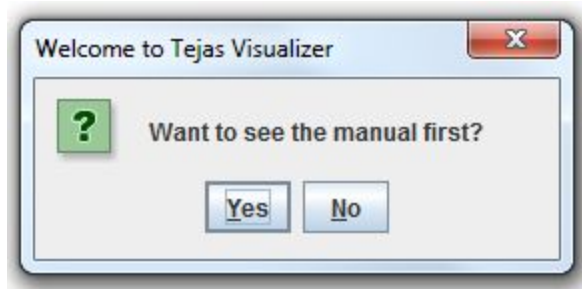 Welcome to Tejas Visualizer
Want to see the manual first?
Yes
No